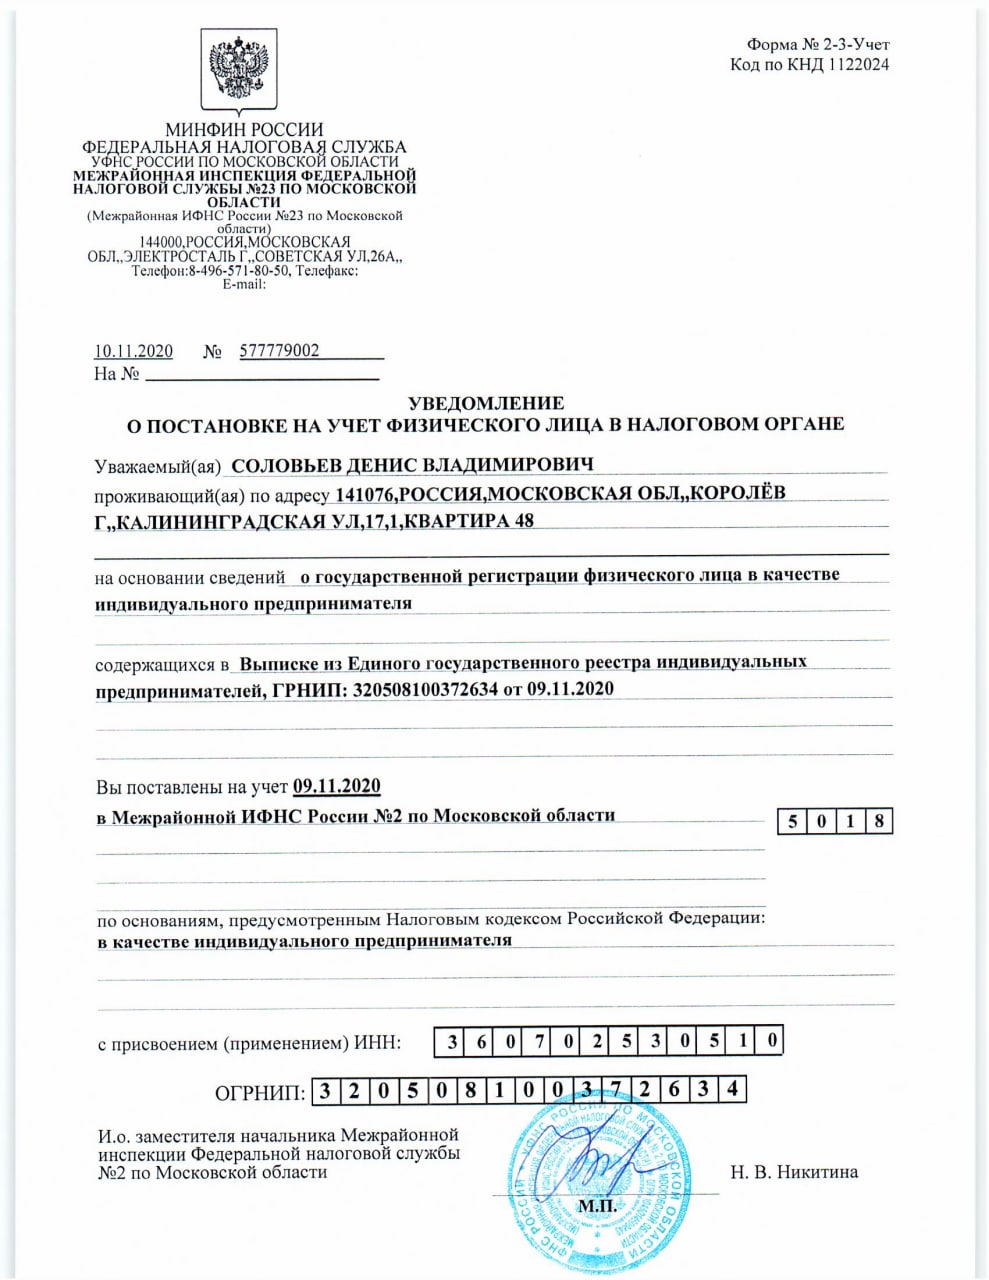 Форма № 2-3-Учет
Код по КНД 1122024
МИНФИН РОССИИ
ФЕДЕРАЛЬНАЯ НАЛОГОВАЯ СЛУЖБА
УФНС РОССИИ ПО МОСКОВСКОЙ ОБЛАСТИ
МЕЖРАЙОННАЯ ИНСПЕКЦИЯ ФЕДЕРАЛЬНОЙ
НАЛОГОВОЙ СЛУЖБЫ №23 ПО МОСКОВСКОЙ
ОБЛАСТИ
(Межрайонная ИФНС России №23 по Московской
области)
144000,РОССИЯ,МОСКОВСКАЯ
ОБЛ,,ЭЛЕКТРОСТАЛЬ Г,,СОВЕТСКАЯ УЛ,26А,,
Телефон:8-496-571-80-50, Телефакс:
E-mail:
10.11.2020 № 577779002
На №
УВЕДОМЛЕНИЕ
О ПОСТАНОВКЕ НА УЧЕТ ФИЗИЧЕСКОГО ЛИЦА В НАЛОГОВОМ ОРГАНЕ
Уважаемый(ая) СОЛОВЬЕВ ДЕНИС ВЛАДИМИРОВИЧ
проживающий(ая) по адресу 141076,РОССИЯ,МОСКОВСКАЯ ОБЛ,,КОРОЛЁВ
Г,,КАЛИНИНГРАДСКАЯ УЛ,17,1,КВАРТИРА 48
на основании сведений о государственной регистрации физического лица в качестве
индивидуального предпринимателя
содержащихся в Выписке из Единого государственного реестра индивидуальных
предпринимателей, ГРНИП: 320508100372634 от 09.11.2020
Вы поставлены на учет 09.11.2020
в Межрайонной ИФНС России №2 по Московской области 5018
по основаниям, предусмотренным Налоговым кодексом Российской Федерации:
в качестве индивидуального предпринимателя
с присвоением (применением) ИНН: 360702530510
ОГРНИП: 320508100372634
И.о. заместителя начальника Межрайонной
инспекции Федеральной налоговой службы
№2 по Московской области
Н. В. Никитина
М.П.
УФНС РОССИИ ПО МОСКОВСКОЙ ОБЛАСТИ